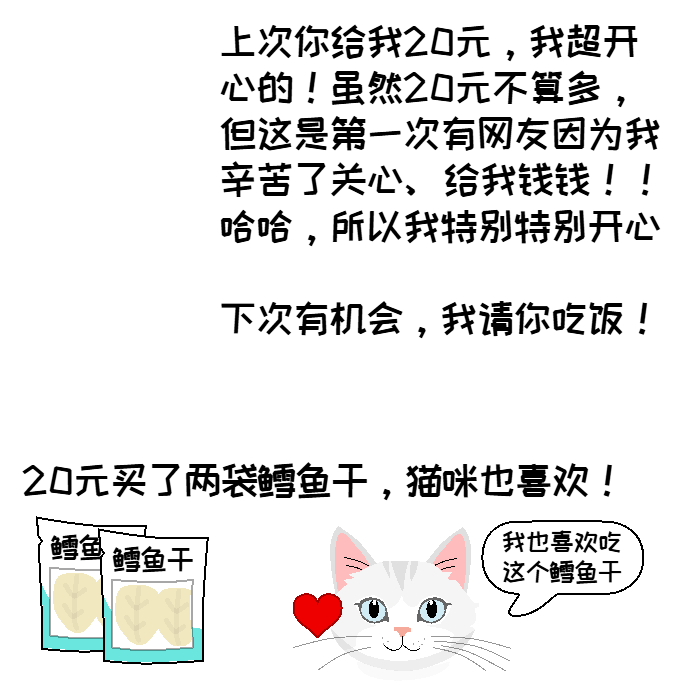 上次你给我20元，我超开
心的！虽然20元不算多，
但这是第一次有网友因为我
辛苦了关心、给我钱钱！！
哈哈，所以我特别特别开心
下次有机会，我请你吃饭！
20元买了两袋鳕鱼干，猫咪也喜欢！
鳕鱼
鳕鱼干
我也喜欢吃
这个鳕鱼干